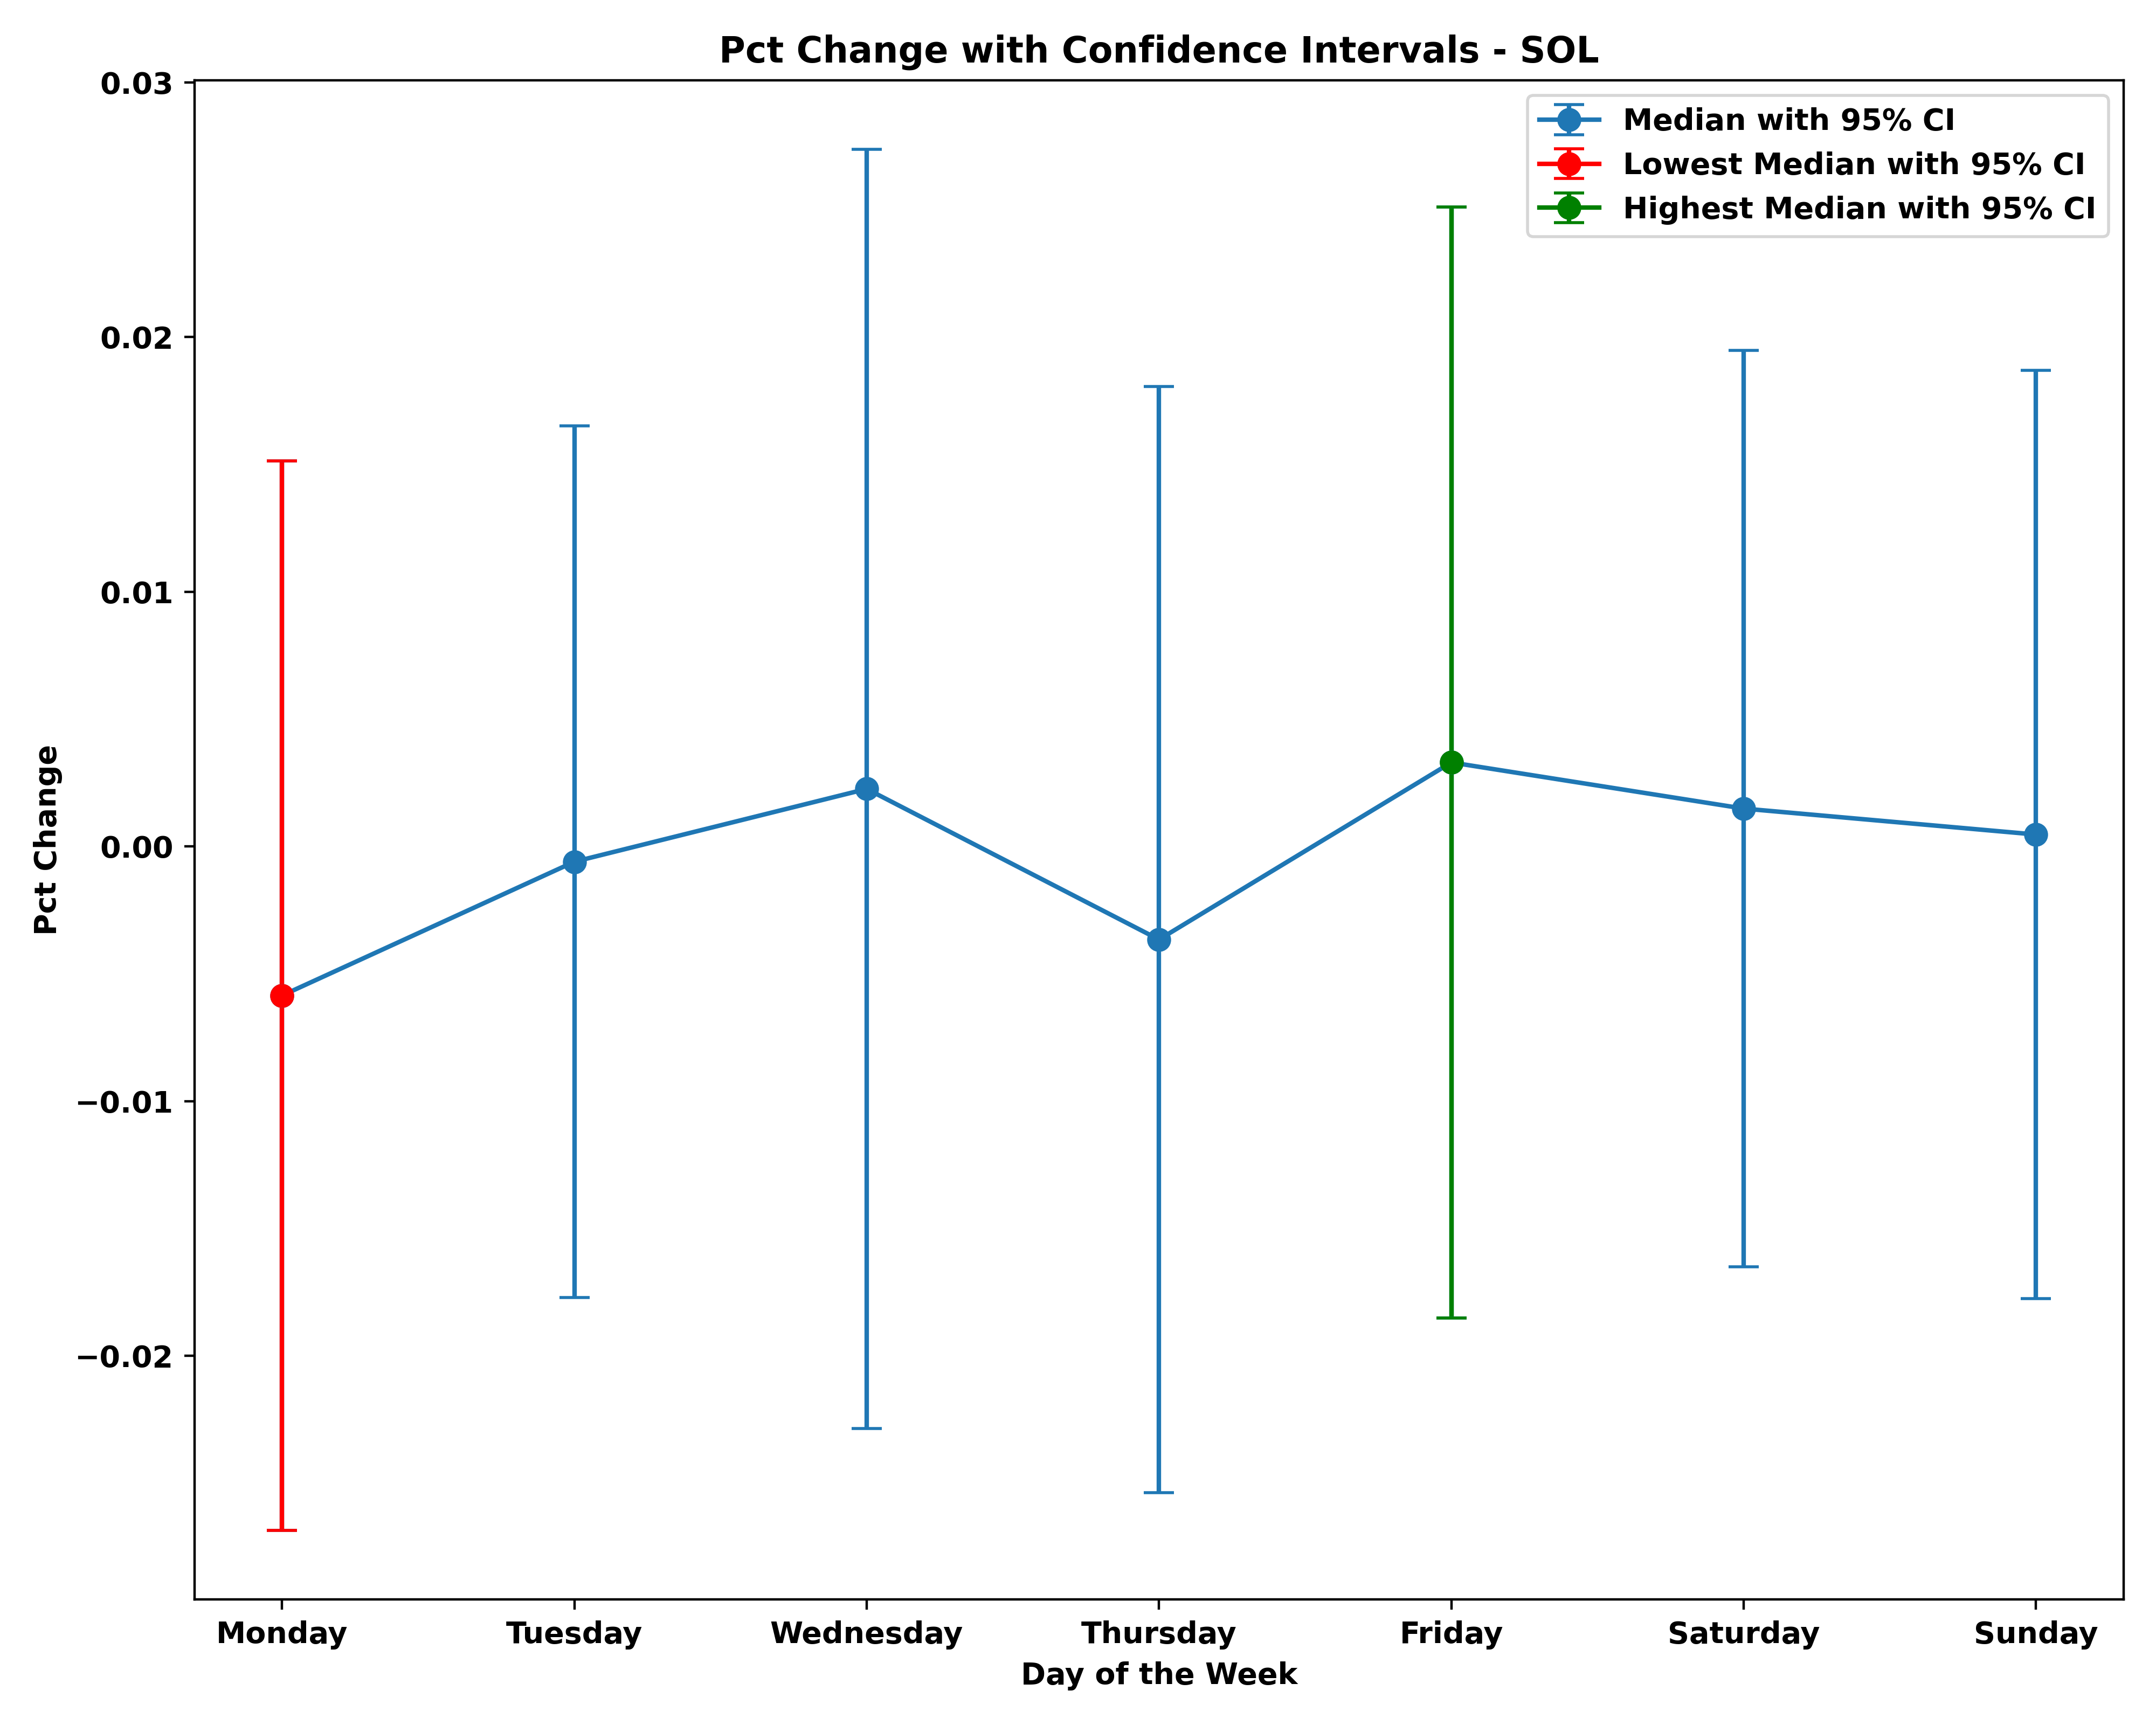 Pct Change with Confidence Intervals - SOL
Median with 95% CI
Lowest Median with 95% CI
Highest Median with 95% CI
0.03
0.02
0.01
0.00
−0.01
−0.02
Pct Change
Monday Tuesday Wednesday Thursday Friday Saturday Sunday
Day of the Week